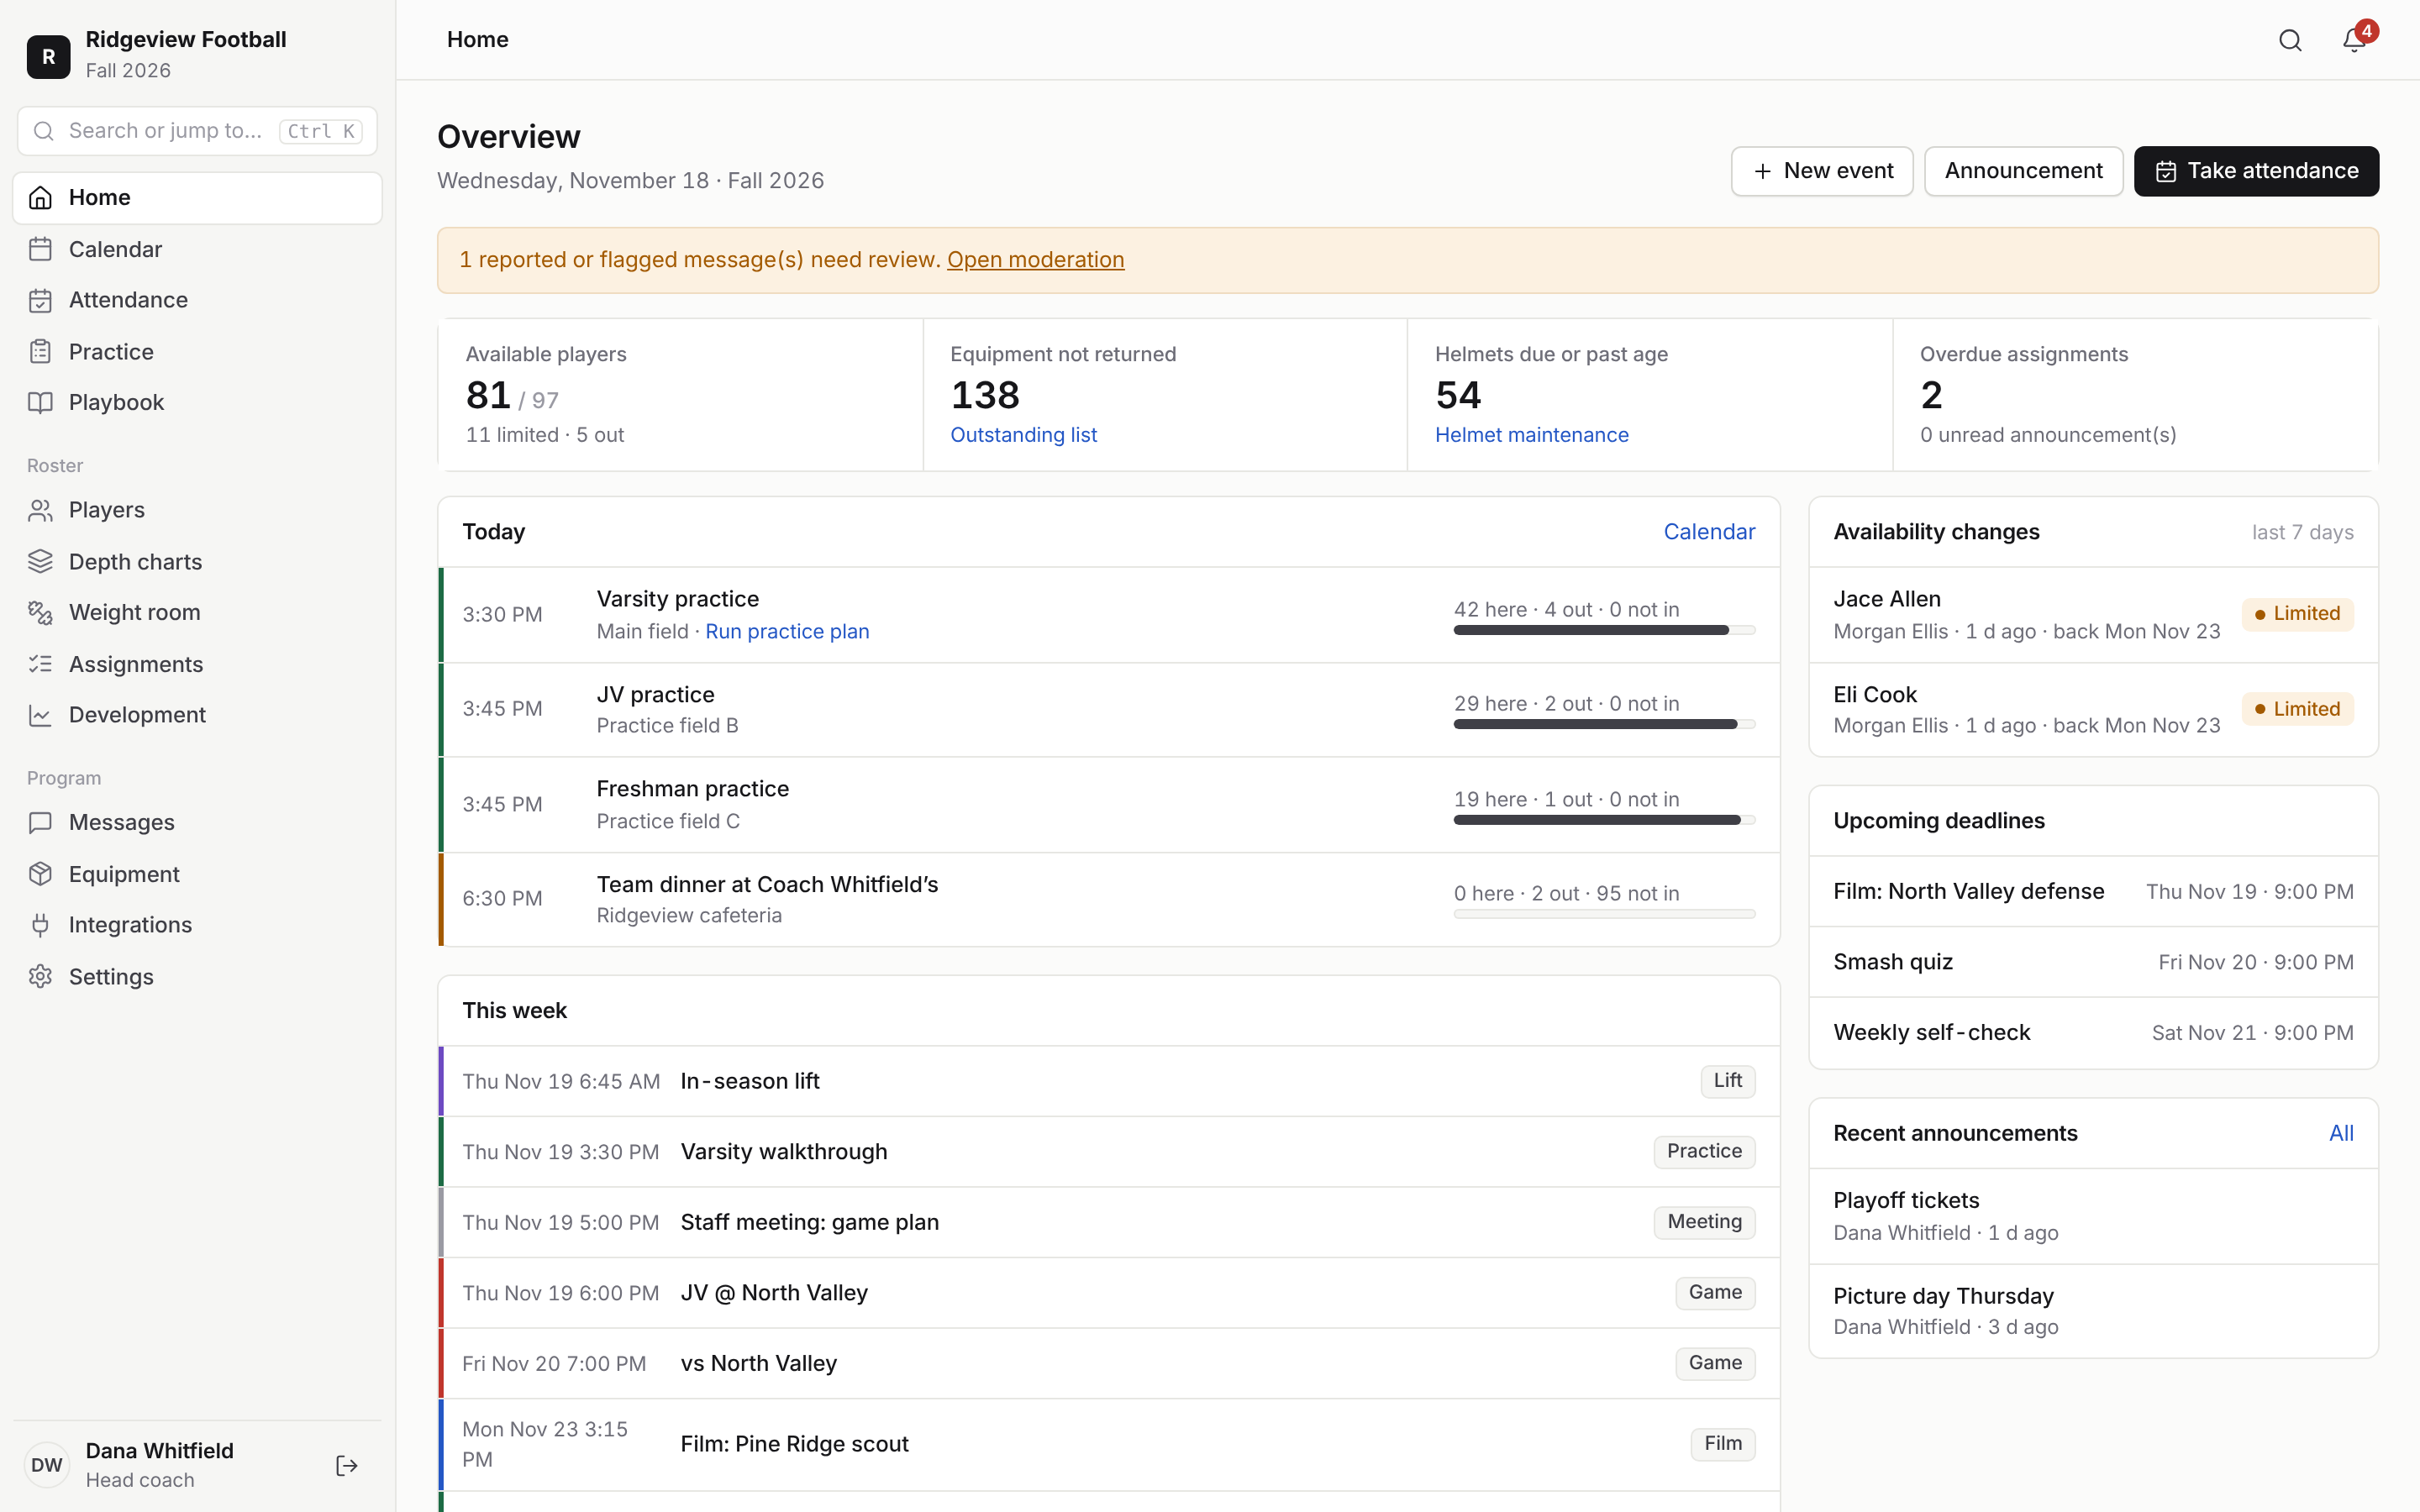 R
Ridgeview Football
Fall 2026
Search or jump to...
Ctrl K
Home
Calendar
Attendance
Practice
Playbook
Roster
Players
Depth charts
Weight room
Assignments
Development
Program
Messages
Equipment
Integrations
Settings
DW
Dana Whitfield
Head coach
Home
4
Overview
Wednesday, November 18 · Fall 2026
New event
Announcement
Take attendance
1 reported or flagged message(s) need review. Open moderation
Available players
81 / 97
11 limited · 5 out
Equipment not returned
138
Outstanding list
Helmets due or past age
54
Helmet maintenance
Overdue assignments
2
0 unread announcement(s)
Today
Calendar
3:30 PM
Varsity practice
Main field · Run practice plan
42 here · 4 out · 0 not in
3:45 PM
JV practice
Practice field B
29 here · 2 out · 0 not in
3:45 PM
Freshman practice
Practice field C
19 here · 1 out · 0 not in
6:30 PM
Team dinner at Coach Whitfield’s
Ridgeview cafeteria
0 here · 2 out · 95 not in
This week
Thu Nov 19 6:45 AM
In-season lift
Lift
Thu Nov 19 3:30 PM
Varsity walkthrough
Practice
Thu Nov 19 5:00 PM
Staff meeting: game plan
Meeting
Thu Nov 19 6:00 PM
JV @ North Valley
Game
Fri Nov 20 7:00 PM
vs North Valley
Game
Mon Nov 23 3:15
PM
Film: Pine Ridge scout
Film
Availability changes
last 7 days
Jace Allen
Morgan Ellis · 1 d ago · back Mon Nov 23
Limited
Eli Cook
Morgan Ellis · 1 d ago · back Mon Nov 23
Limited
Upcoming deadlines
Film: North Valley defense
Thu Nov 19 · 9:00 PM
Smash quiz
Fri Nov 20 · 9:00 PM
Weekly self-check
Sat Nov 21 · 9:00 PM
Recent announcements
All
Playoff tickets
Dana Whitfield · 1 d ago
Picture day Thursday
Dana Whitfield · 3 d ago